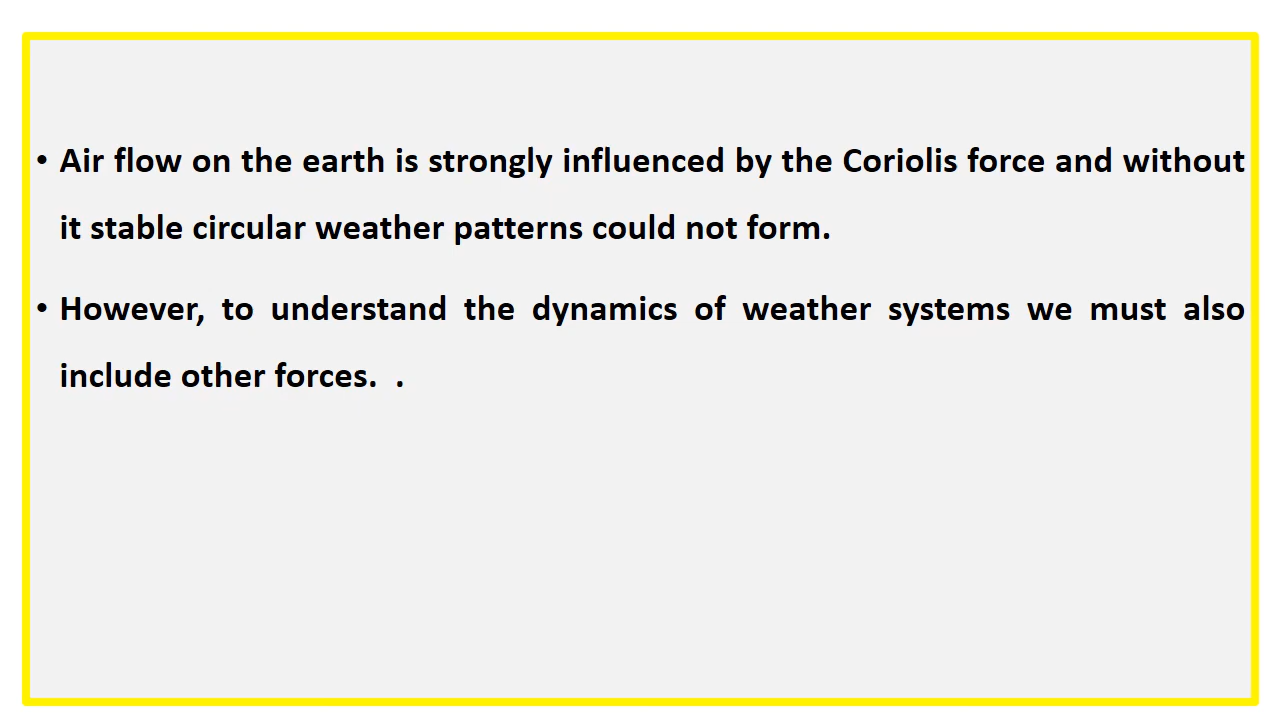 • Air flow on the earth is strongly influenced by the Coriolis force and without
it stable circular weather patterns could not form.
• However, to understand the dynamics of weather systems we must also
include other forces.  .